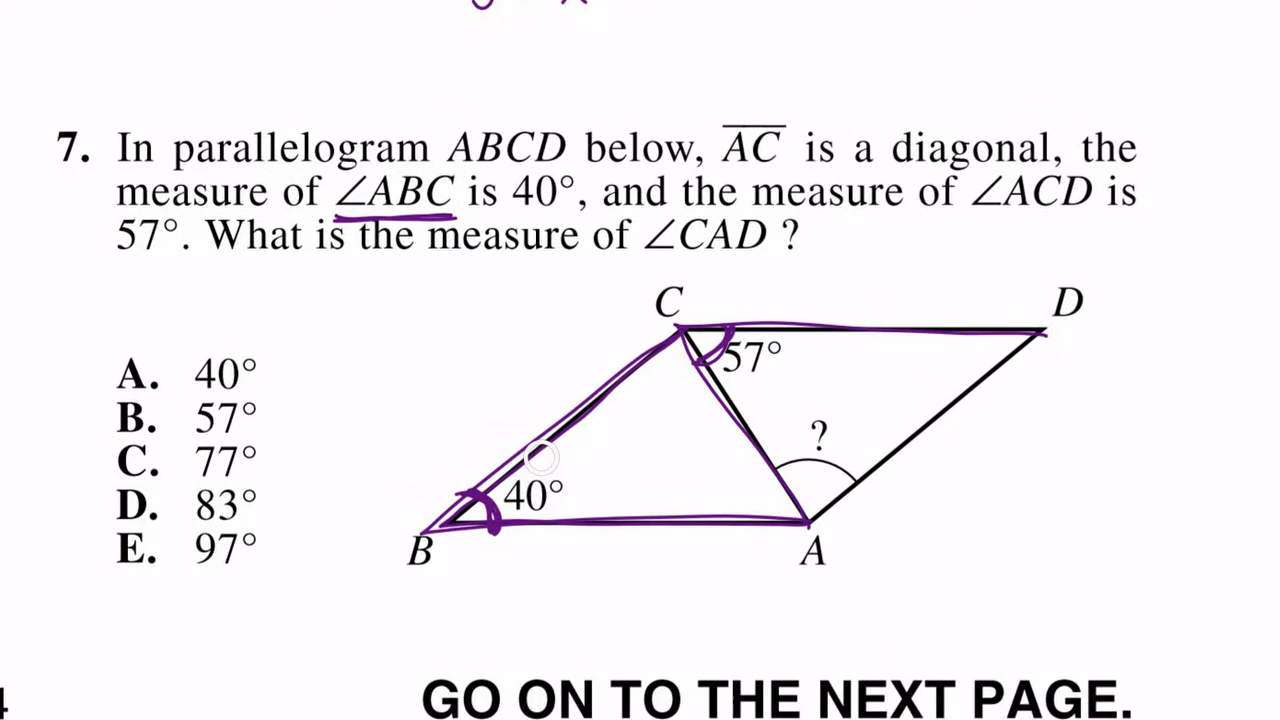 7. In parallelogram ABCD below, AC is a diagonal, the
measure of ∠ABC is 40°, and the measure of ∠ACD is
57°. What is the measure of ∠CAD ?
A. 40°
B. 57°
C. 77°
D. 83°
E. 97°
C
D
57°
?
40°
B
A
4
GO ON TO THE NEXT PAGE.